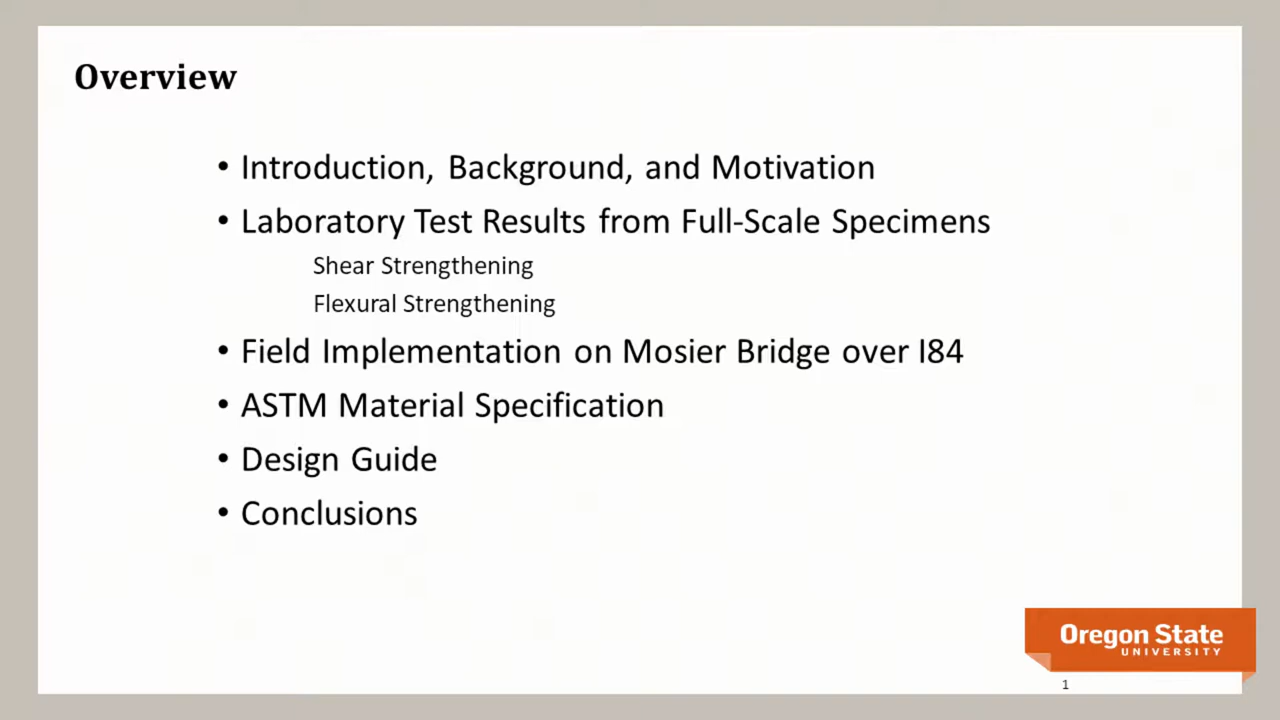 Overview
• Introduction, Background, and Motivation
• Laboratory Test Results from Full-Scale Specimens
Shear Strengthening
Flexural Strengthening
• Field Implementation on Mosier Bridge over I84
• ASTM Material Specification
• Design Guide
• Conclusions
Oregon State
UNIVERSITY
1